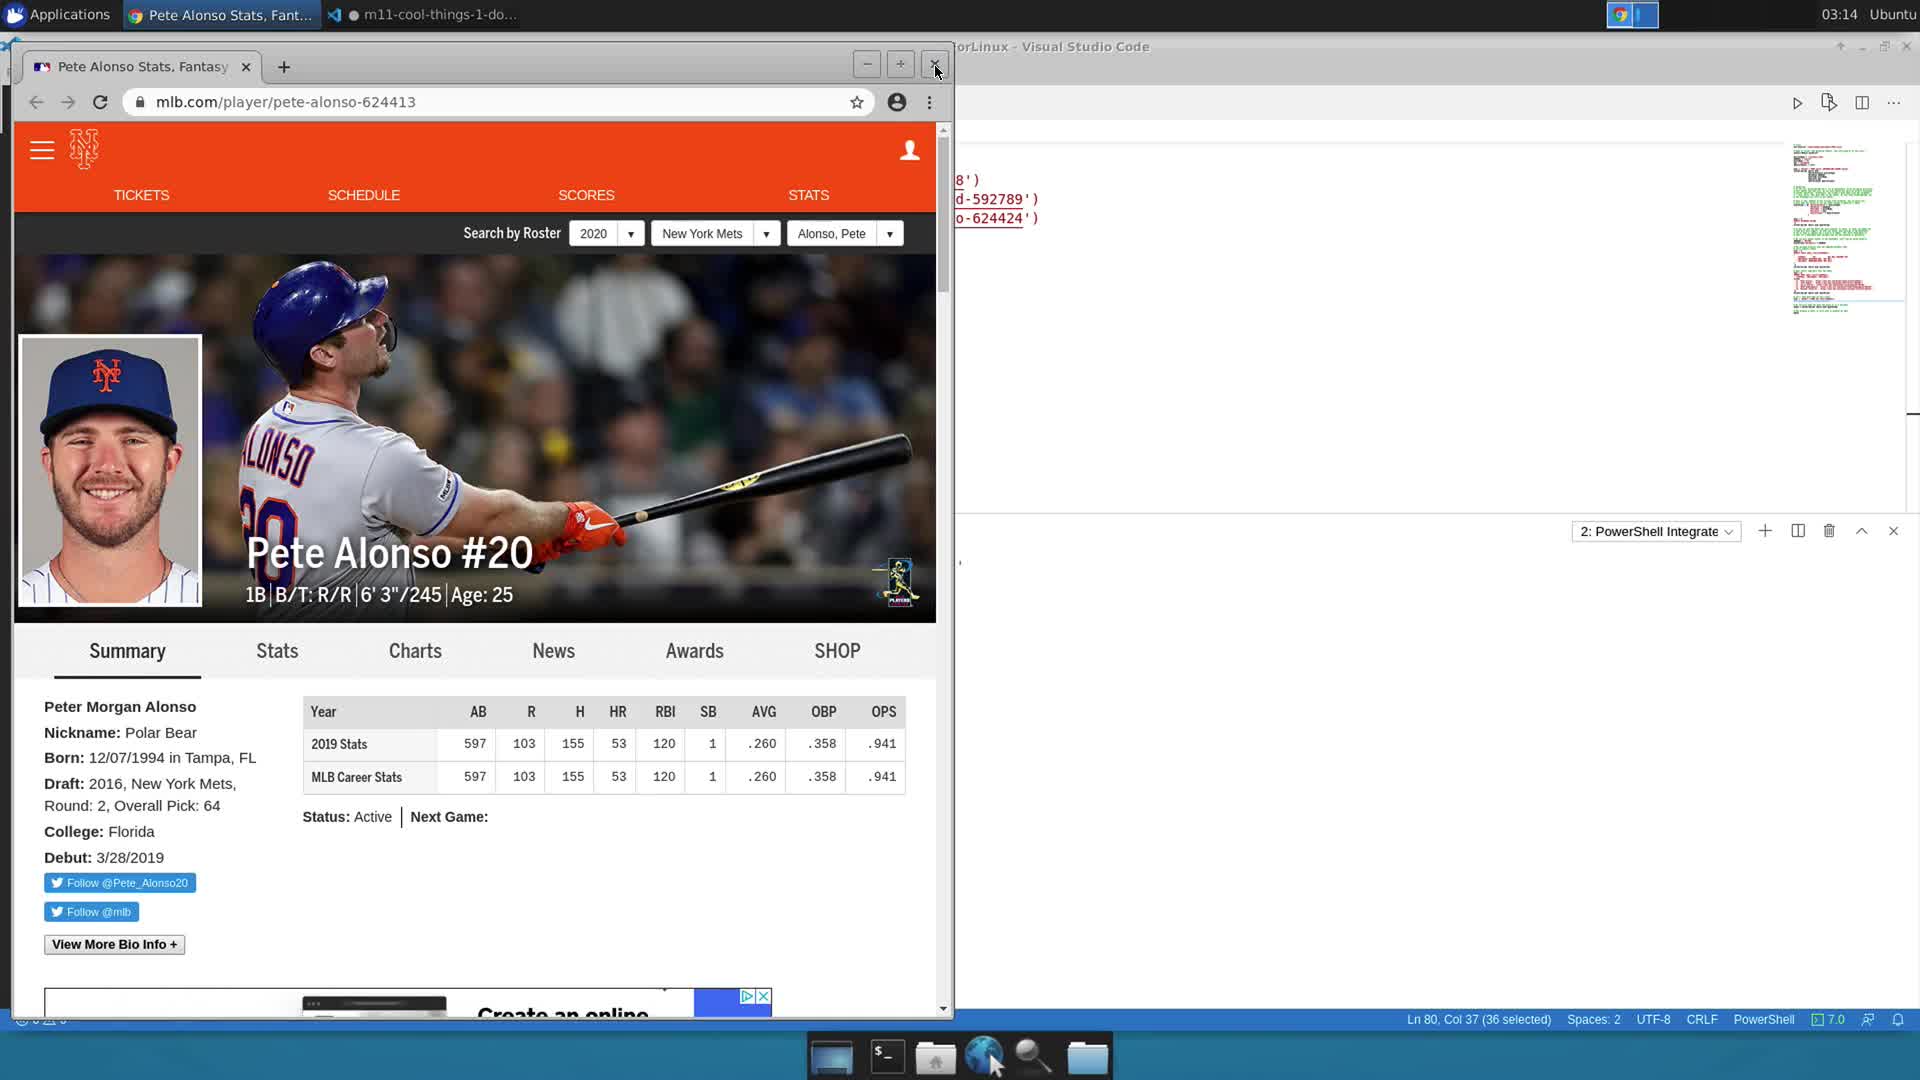 Applications
Pete Alonso Stats, Fant...
m11-cool-things-1-do...
03:14 Ubuntu
orLinux - Visual Studio Code
Pete Alonso Stats, Fantasy
mlb.com/player/pete-alonso-624413
TICKETS SCHEDULE SCORES STATS
Search by Roster 2020 New York Mets Alonso, Pete
8')
d-592789')
o-624424')
ALONSO
20
Pete Alonso #20
1B B/T: R/R 6' 3"/245 Age: 25
2: PowerShell Integrate
Summary Stats Charts News Awards SHOP
Peter Morgan Alonso
Nickname: Polar Bear
Born: 12/07/1994 in Tampa, FL
Draft: 2016, New York Mets,
Round: 2, Overall Pick: 64
College: Florida
Debut: 3/28/2019
Follow @Pete_Alonso20
Follow @mlb
View More Bio Info +
Year AB R H HR RBI SB AVG OBP OPS
2019 Stats 597 103 155 53 120 1 .260 .358 .941
MLB Career Stats 597 103 155 53 120 1 .260 .358 .941
Status: Active Next Game:
Create an online
Ln 80, Col 37 (36 selected) Spaces: 2 UTF-8 CRLF PowerShell 7.0